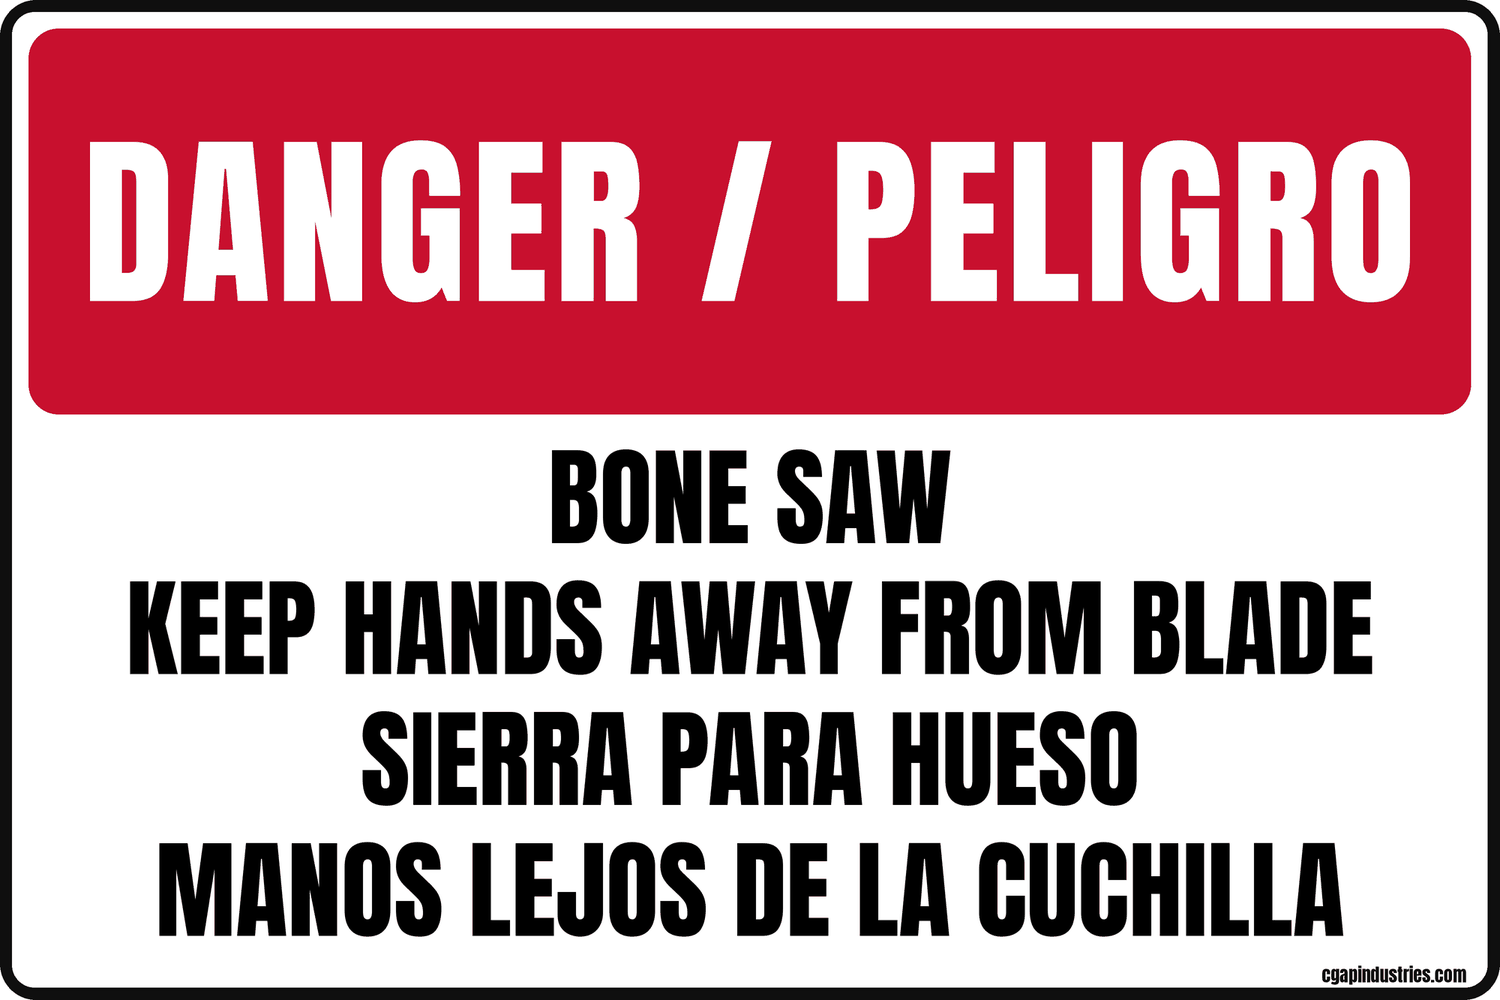 DANGER / PELIGRO
BONE SAW
KEEP HANDS AWAY FROM BLADE
SIERRA PARA HUESO
MANOS LEJOS DE LA CUCHILLA
cgapindustries.com